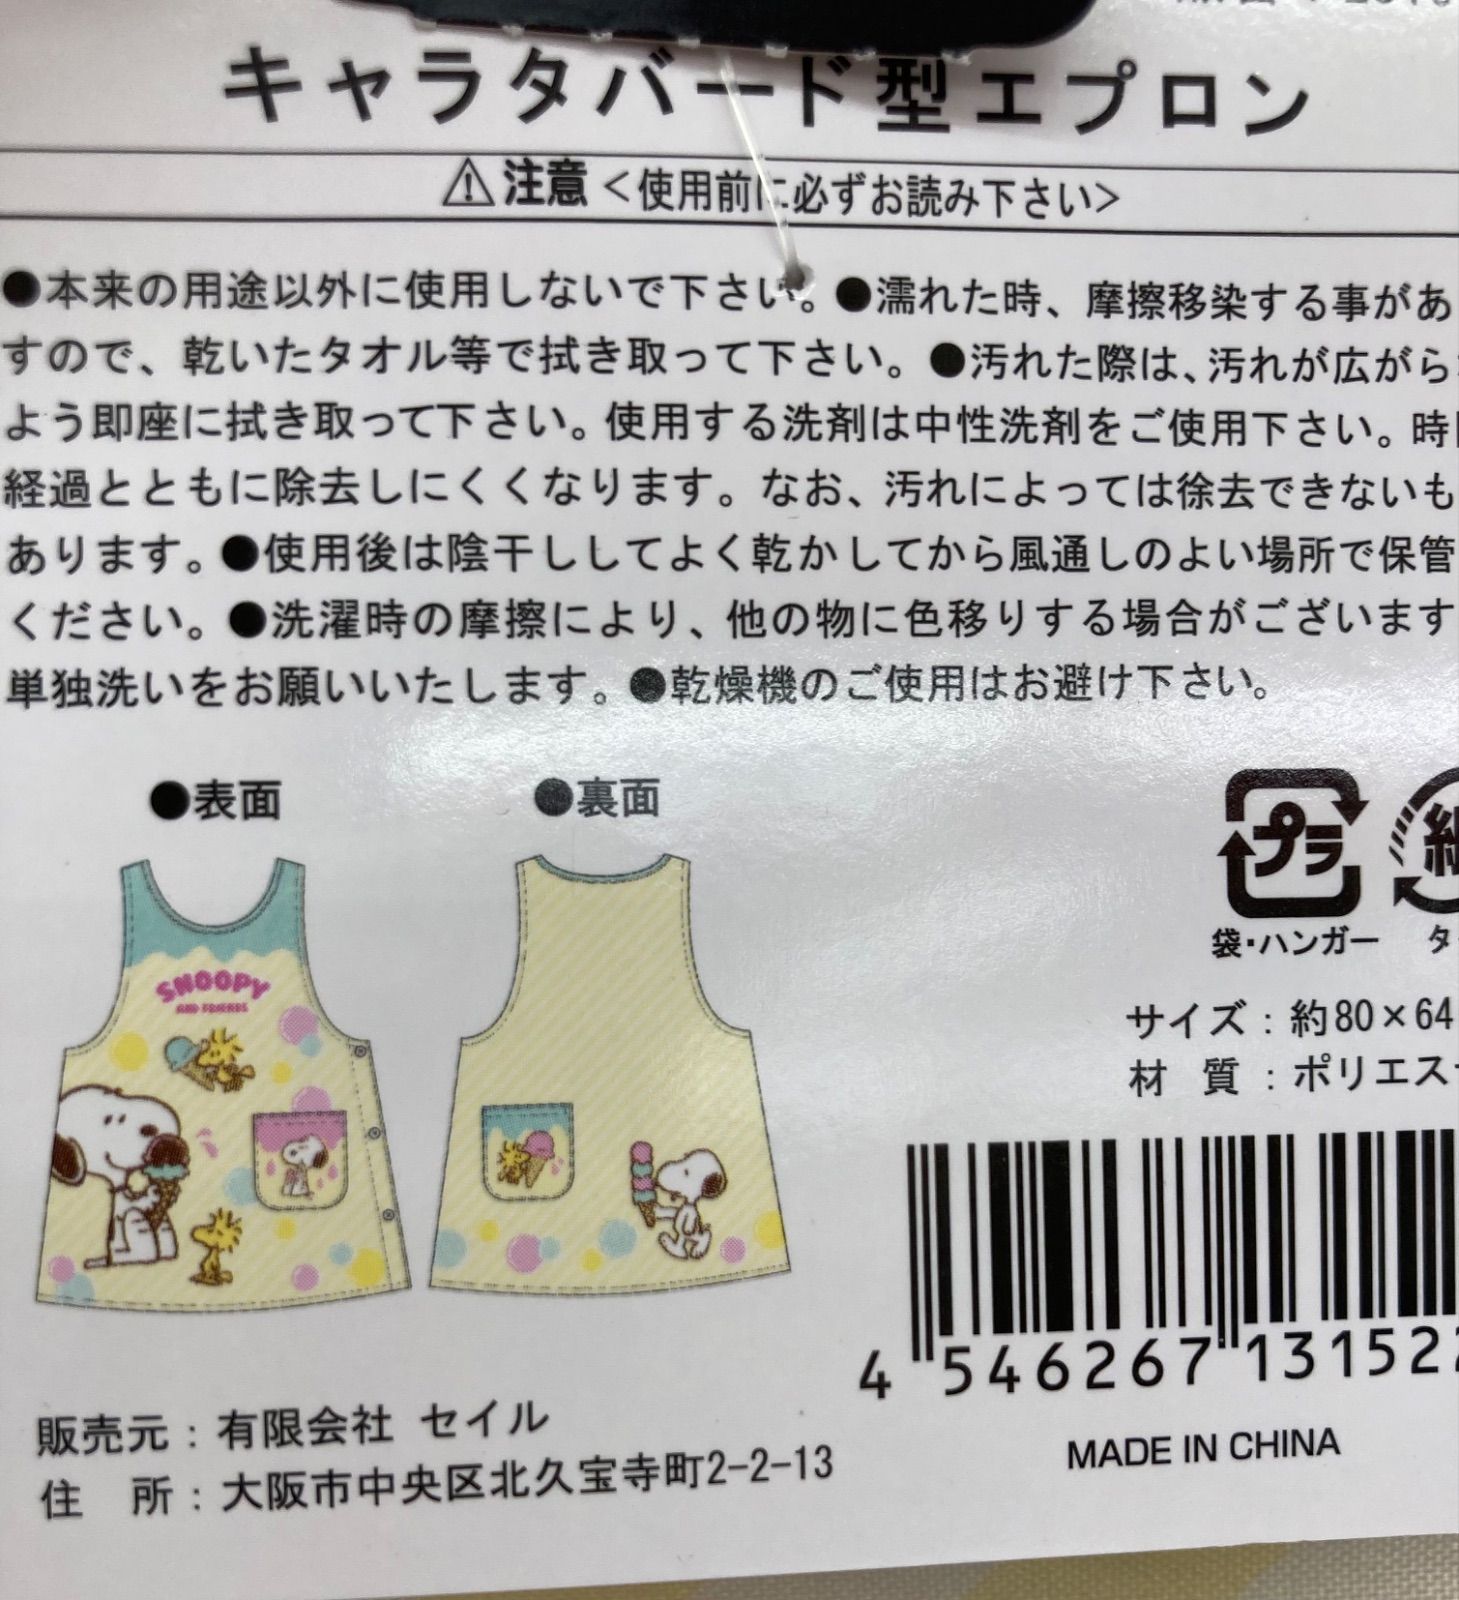 キャラタバード型エプロン
⚠注意<使用前に必ずお読み下さい>
●本来の用途以外に使用しないで下さい。●濡れた時、摩擦移染する事があ
すので、乾いたタオル等で拭き取って下さい。●汚れた際は、汚れが広がら
よう即座に拭き取って下さい。使用する洗剤は中性洗剤をご使用下さい。時
経過とともに除去しにくくなります。なお、汚れによっては徐去できないも
あります。●使用後は陰干ししてよく乾かしてから風通しのよい場所で保管
ください。●洗濯時の摩擦により、他の物に色移りする場合がございます
単独洗いをお願いいたします。●乾燥機のご使用はお避け下さい。
●表面 ●裏面
SNOOPY
AND FRIENDS
プラ
袋・ハンガー タ
サイズ：約80×64
材 質：ポリエス
4 546267 13152
MADE IN CHINA
販売元：有限会社 セイル
住 所：大阪市中央区北久宝寺町2-2-13